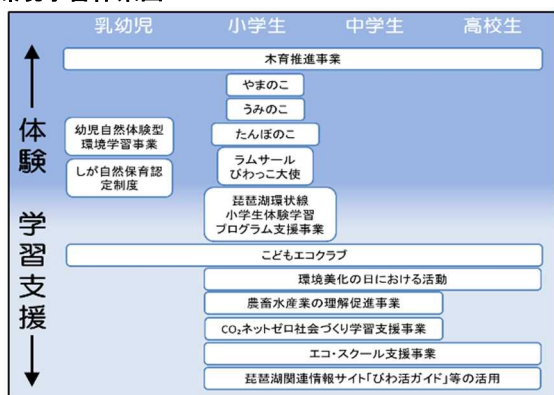 乳幼児 小学生 中学生 高校生
体験
学習支援
木育推進事業
やまのこ
うみのこ
たんぼのこ
幼児自然体験型
環境学習事業
ラムサール
びわっこ大使
しが自然保育認
定制度
琵琶湖環状線
小学生体験学習
プログラム支援事業
こどもエコクラブ
環境美化の日における活動
農畜水産業の理解促進事業
CO₂ネットゼロ社会づくり学習支援事業
エコ・スクール支援事業
琵琶湖関連情報サイト「びわ活ガイド」等の活用